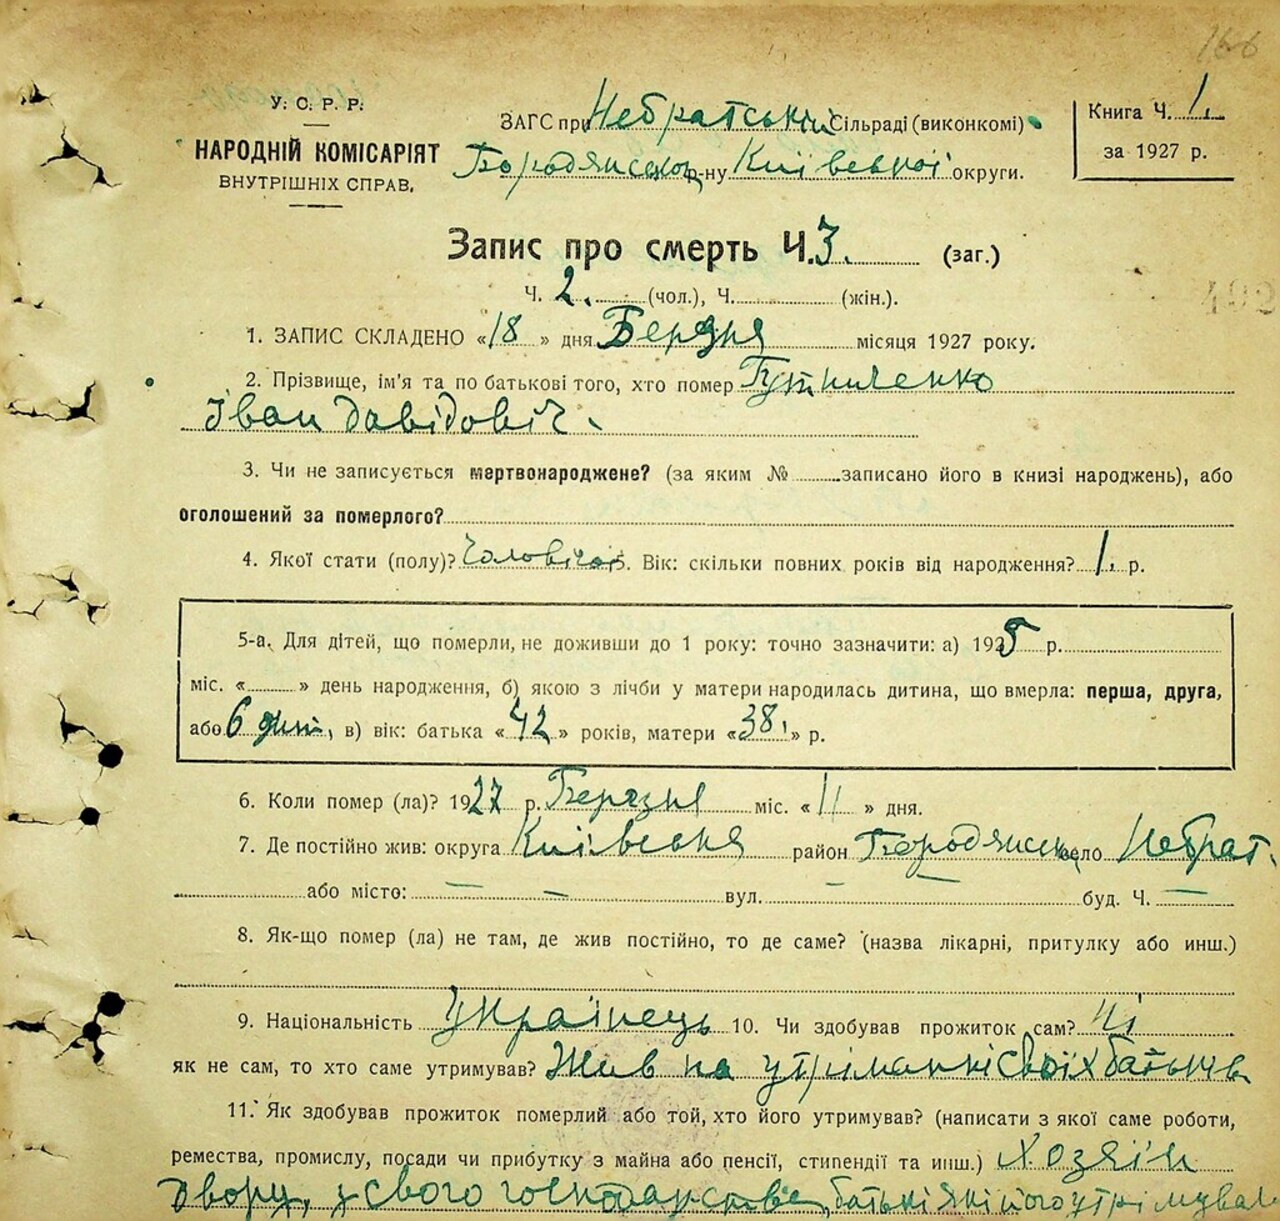 166
У. С. Р. Р.
НАРОДНІЙ КОМІСАРІЯТ
ВНУТРІШНІХ СПРАВ.
ЗАГС при Небратській Сільраді (виконкомі)
Бородянськ р-ну Київської округи.
Книга Ч. 1.
за 1927 р.
Запис про смерть Ч. 3. (заг.)
Ч. 2. (чол.), Ч. (жін.).
492
1. ЗАПИС СКЛАДЕНО «18» дня Березня місяця 1927 року.
2. Прізвище, ім'я та по батькові того, хто помер
Іван Давідовіч.
3. Чи не записується мертвонароджене? (за яким № записано його в книзі народжень), або
оголошений за померлого?
4. Якої стати (полу)? Чоловічої 5. Вік: скільки повних років від народження? 1. р.
5-а. Для дітей, що померли, не доживши до 1 року: точно зазначити: а) 1925 р.
міс. « » день народження, б) якою з лічби у матери народилась дитина, що вмерла: перша, друга,
або 6 дит., в) вік: батька «42» років, матери «38.» р.
6. Коли помер (ла)? 1927 р. Березня міс. «11» дня.
7. Де постійно жив: округа Київська район Бородянськ село Небрат.
або місто: — — вул. — — буд. Ч. —
8. Як-що помер (ла) не там, де жив постійно, то де саме? (назва лікарні, притулку або инш.)
9. Національність Українець 10. Чи здобував прожиток сам? Ні
як не сам, то хто саме утримував? Жив на утріманні своїх батьків
11. Як здобував прожиток померлий або той, хто його утримував? (написати з якої саме роботи,
ремества, промислу, посади чи прибутку з майна або пенсії, стипендії та инш.) Хозяїн
двору, з свого господарства, батькі які його утрімувал